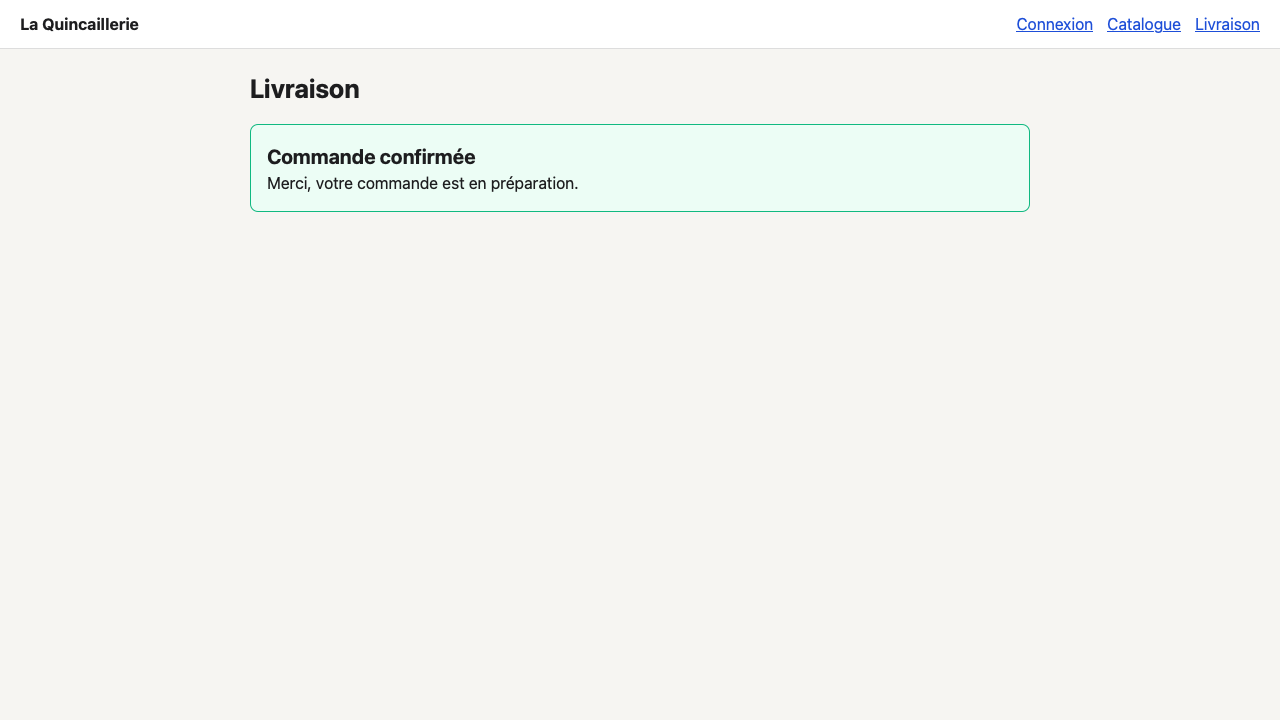 La Quincaillerie
Connexion Catalogue Livraison
Livraison
Commande confirmée
Merci, votre commande est en préparation.